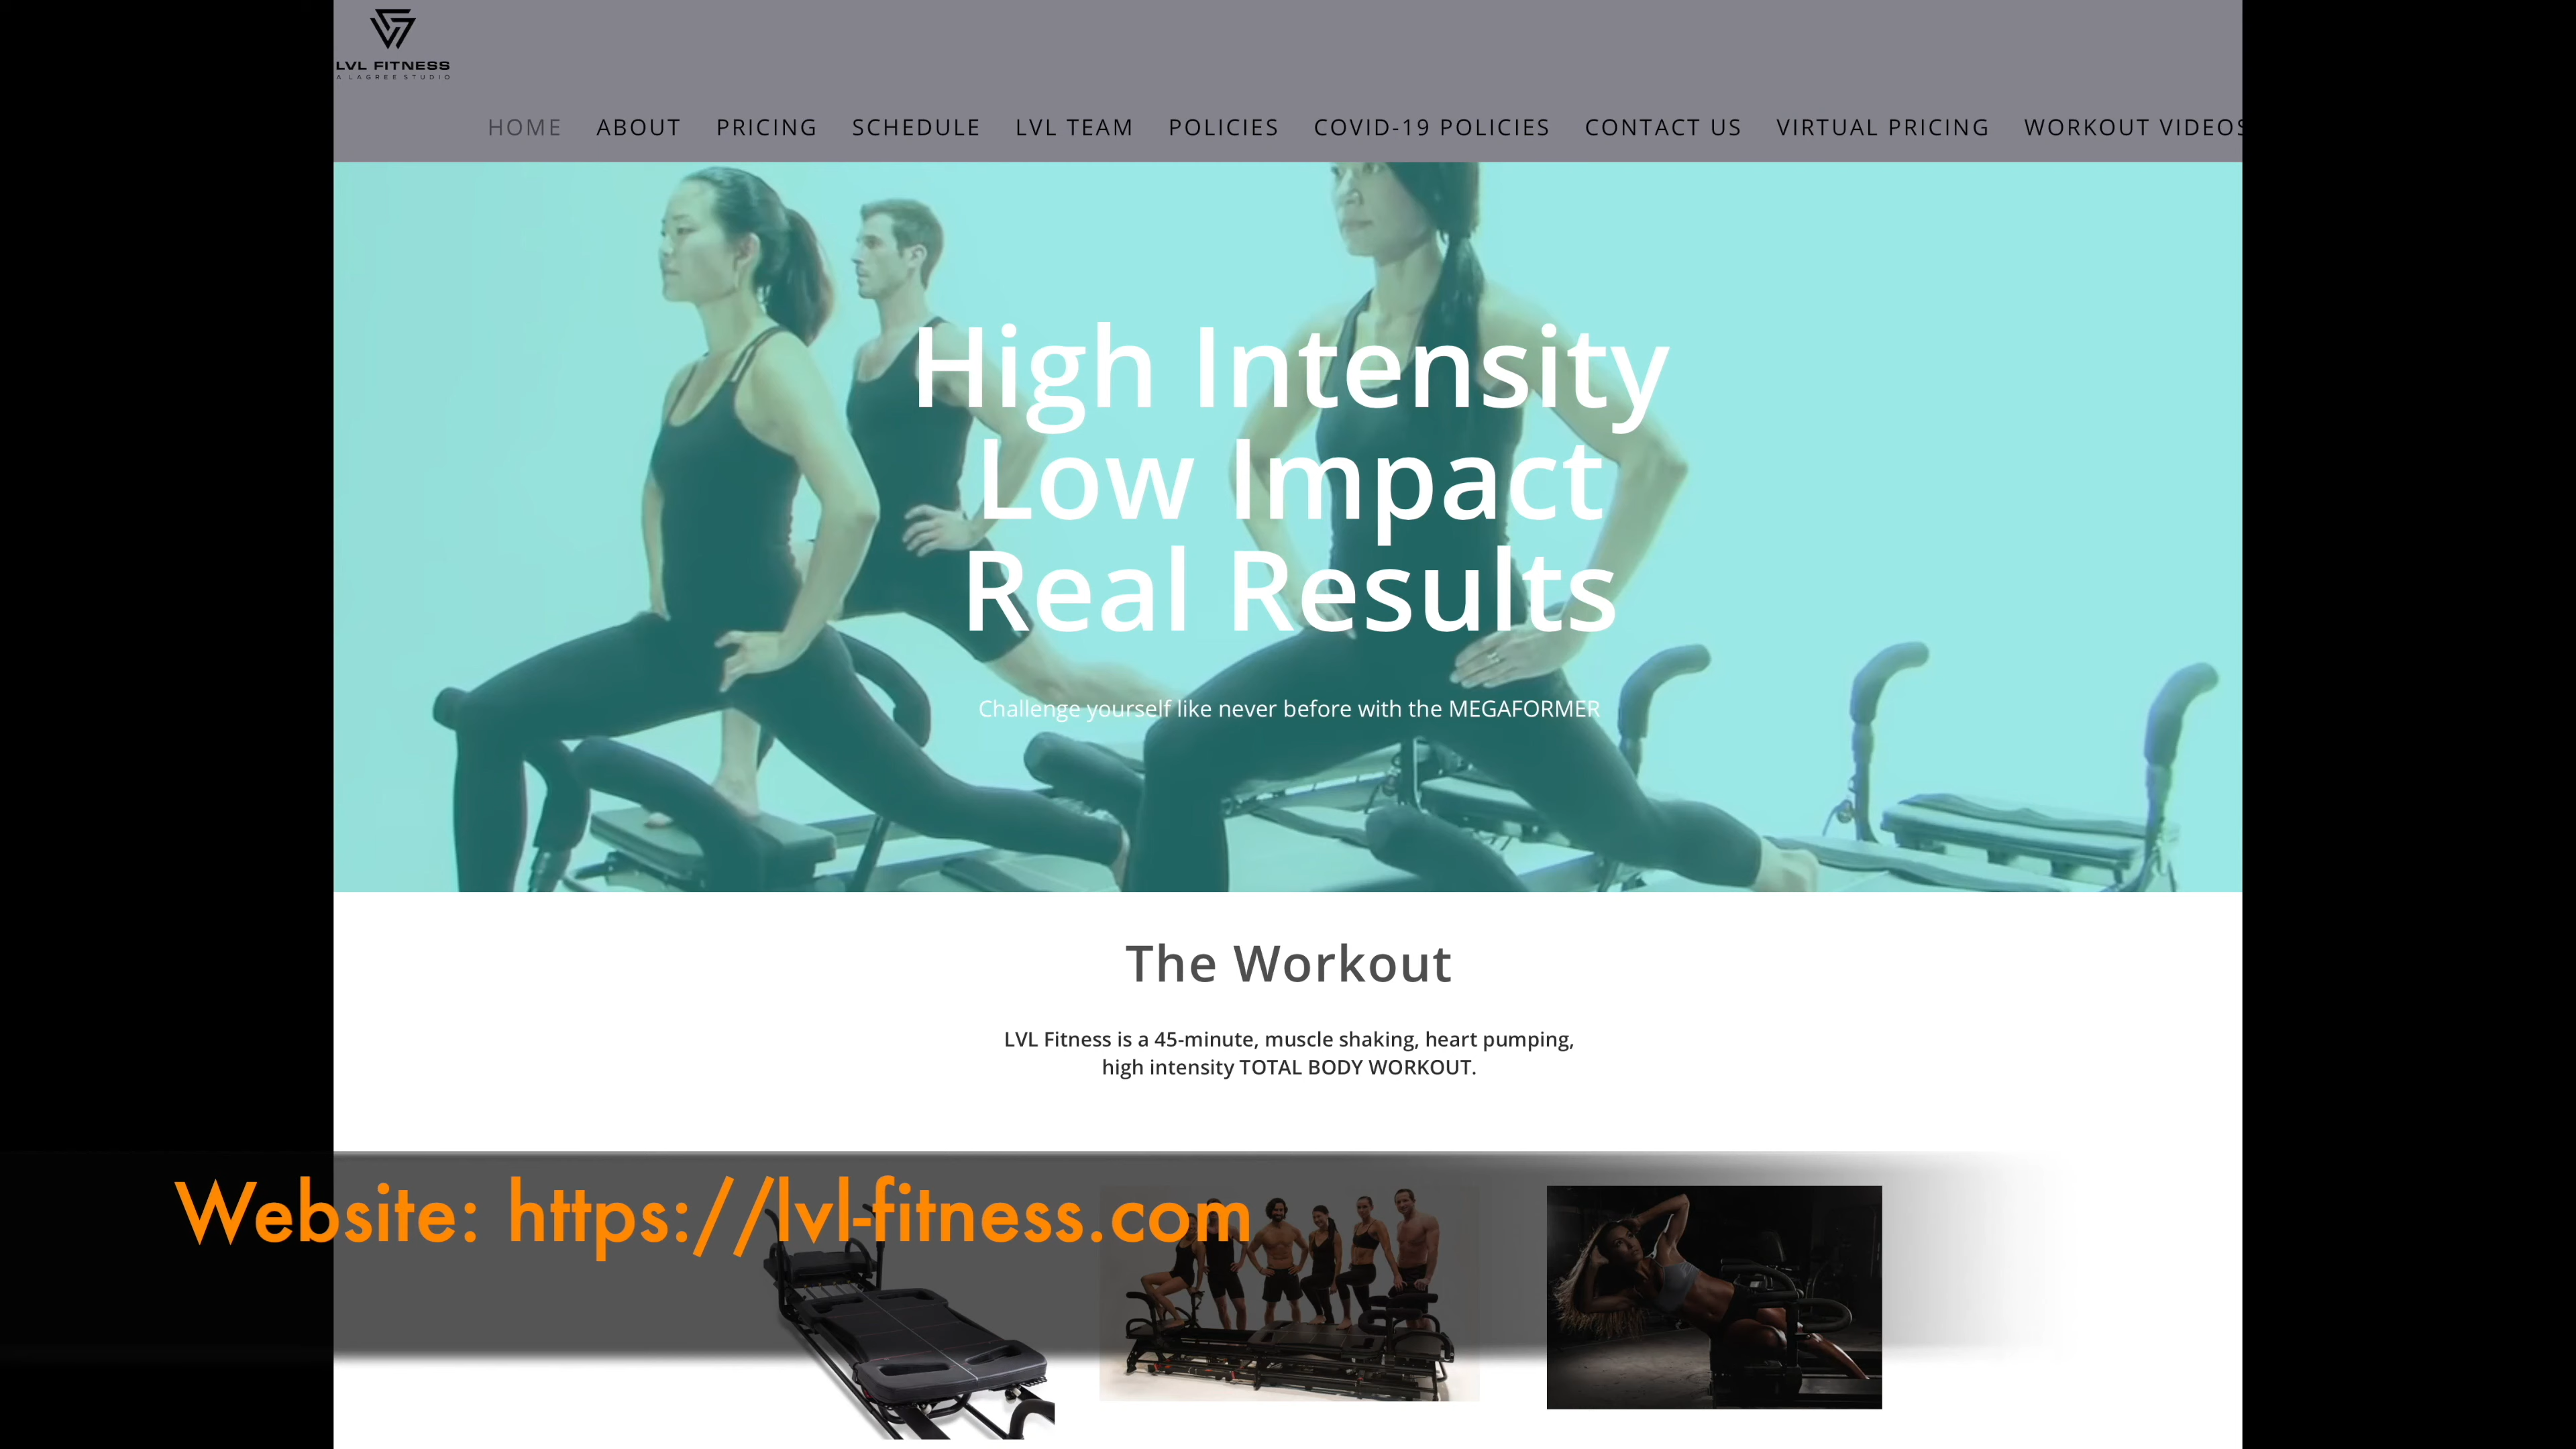 LVL FITNESS
A LAGREE STUDIO
HOME ABOUT PRICING SCHEDULE LVL TEAM POLICIES COVID-19 POLICIES CONTACT US VIRTUAL PRICING WORKOUT VIDEOS
High Intensity
Low Impact
Real Results
Challenge yourself like never before with the MEGAFORMER
The Workout
LVL Fitness is a 45-minute, muscle shaking, heart pumping,
high intensity TOTAL BODY WORKOUT.
Website: https://lvl-fitness.com